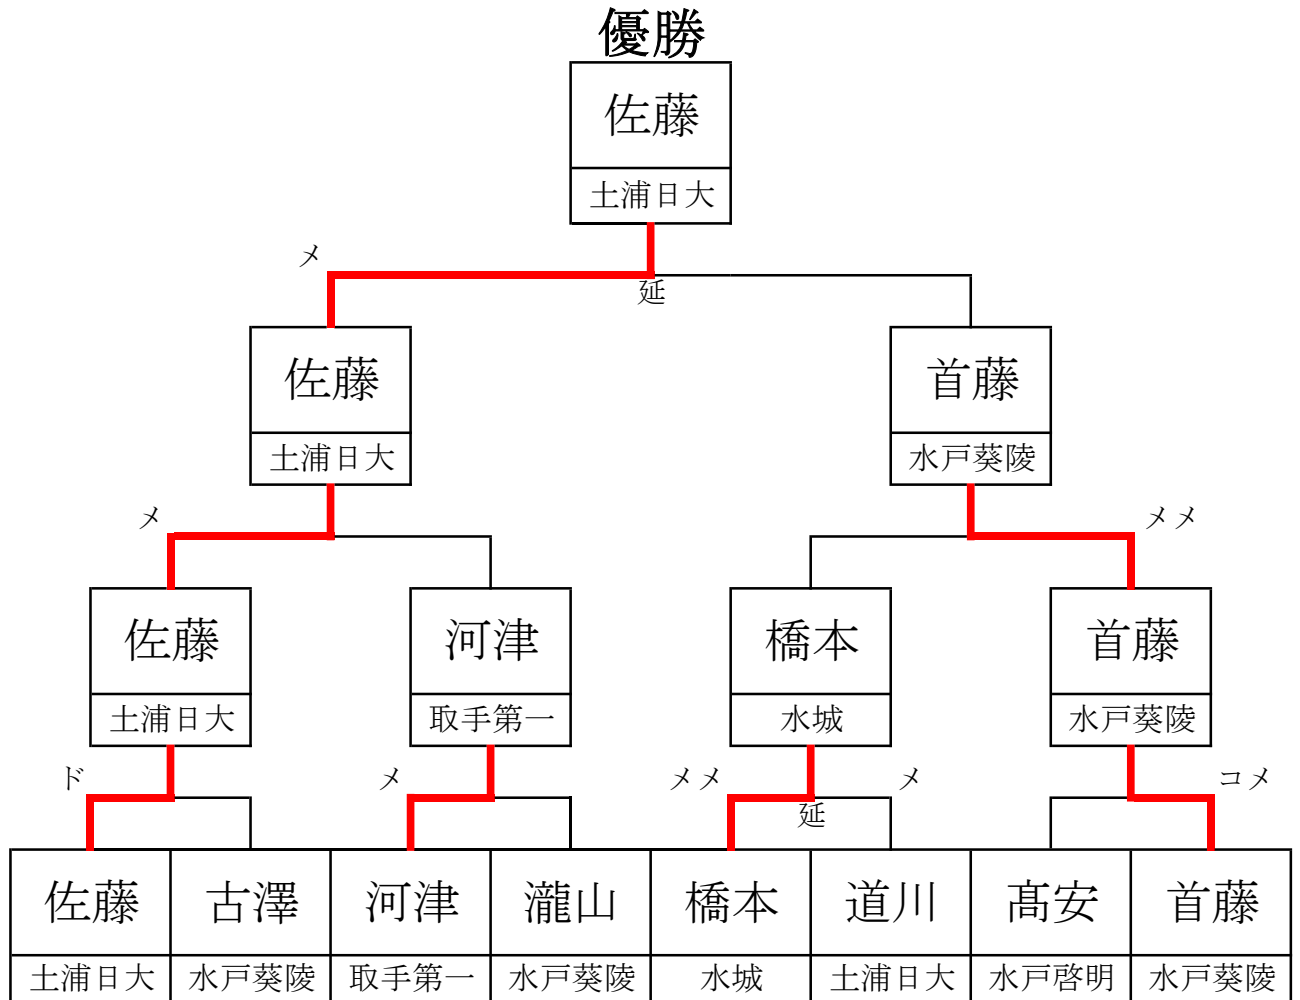 優勝
佐藤
土浦日大
メ
延
佐藤 首藤
土浦日大 水戸葵陵
メ メメ
佐藤 河津 橋本 首藤
土浦日大 取手第一 水城 水戸葵陵
ド メ メメ メ コメ
延
佐藤 古澤 河津 瀧山 橋本 道川 髙安 首藤
土浦日大 水戸葵陵 取手第一 水戸葵陵 水城 土浦日大 水戸啓明 水戸葵陵